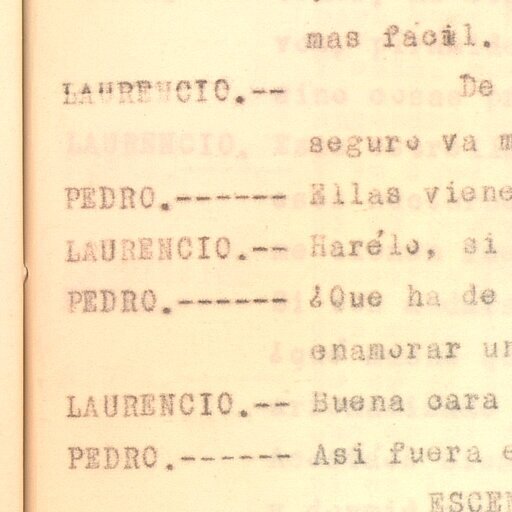 mas facil.
LAURENCIO.-- De
seguro va m
PEDRO.------ Ellas viene
LAURENCIO.-- Harélo, si
PEDRO.------ ¿Que ha de
enamorar un
LAURENCIO.-- Buena cara
PEDRO.------ Asi fuera e
ESCEN